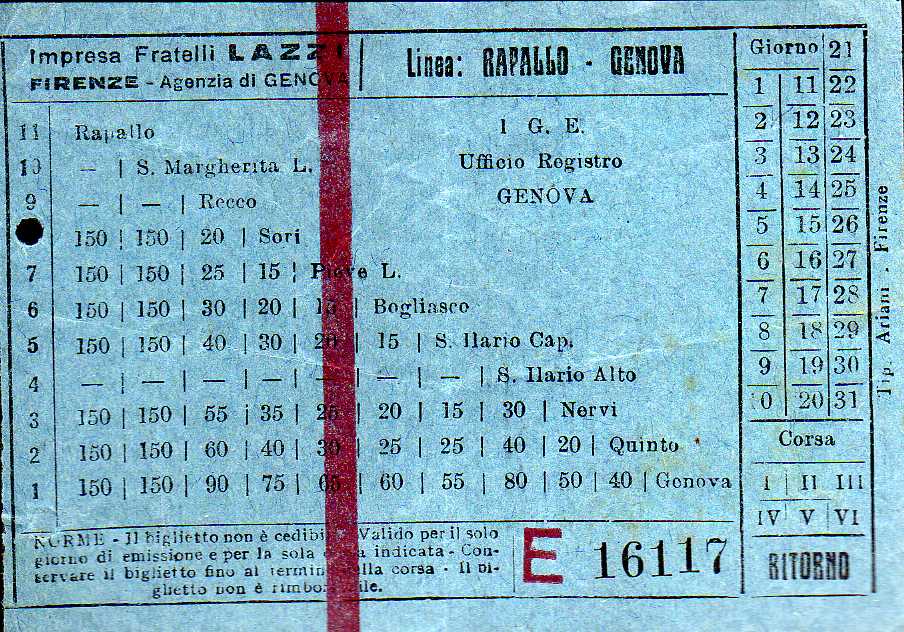 Impresa Fratelli LAZZI
FIRENZE - Agenzia di GENOVA
Linea: RAPALLO - GENOVA
1 G. E.
Ufficio Registro
GENOVA
11 Rapallo
10 — | S. Margherita L.
9 — | — | Recco
150 | 150 | 20 | Sori
7 150 | 150 | 25 | 15 | Pieve L.
6 150 | 150 | 30 | 20 | 15 | Bogliasco
5 150 | 150 | 40 | 30 | 20 | 15 | S. Ilario Cap.
4 — | — | — | — | — | — | — | S. Ilario Alto
3 150 | 150 | 55 | 35 | 25 | 20 | 15 | 30 | Nervi
2 150 | 150 | 60 | 40 | 30 | 25 | 25 | 40 | 20 | Quinto
1 150 | 150 | 90 | 75 | 65 | 60 | 55 | 80 | 50 | 40 | Genova
Giorno 21
1 11 22
2 12 23
3 13 24
4 14 25
5 15 26
6 16 27
7 17 28
8 18 29
9 19 30
10 20 31
Corsa
I II III
IV V VI
RITORNO
Tip. Ariani - Firenze
NORME - Il biglietto non è cedibile. Valido per il solo
giorno di emissione e per la sola corsa indicata - Con-
servare il biglietto fino al termine della corsa - Il bi-
glietto non è rimborsabile.
E 16117